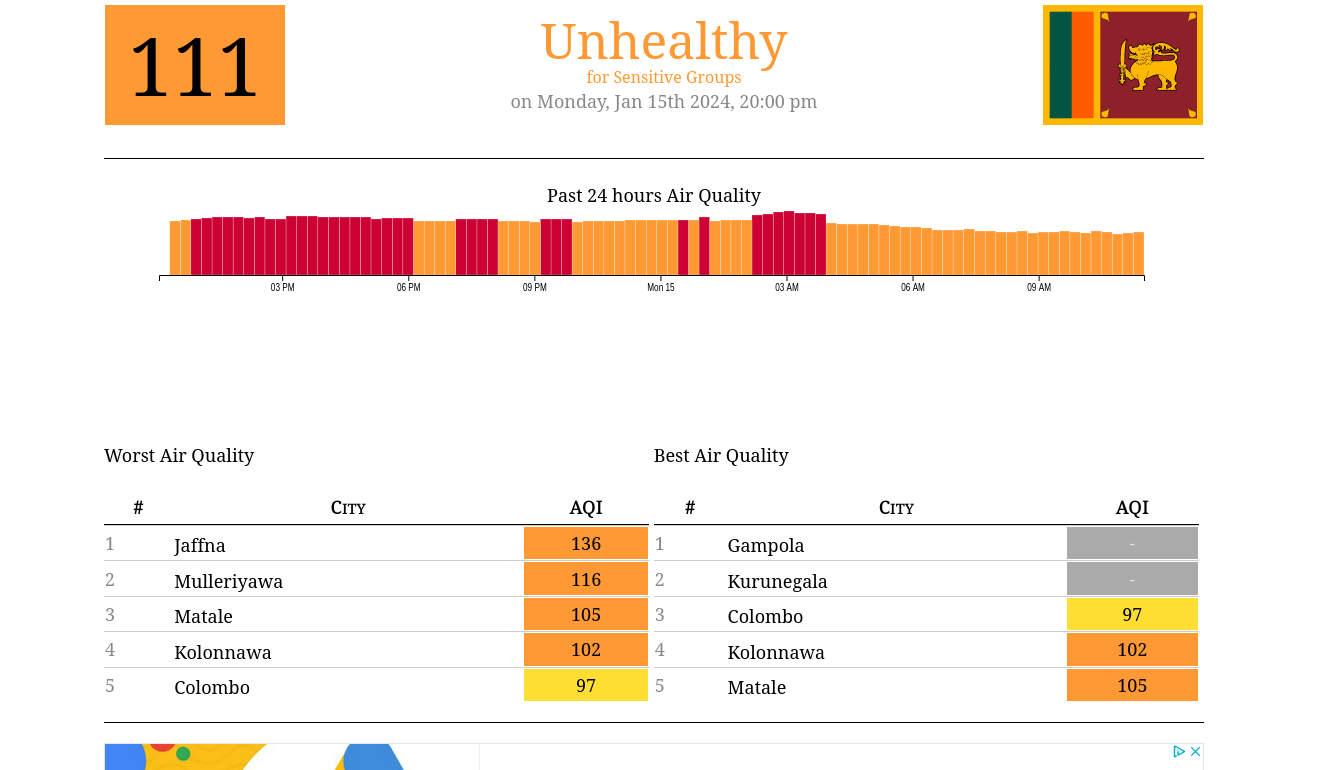 111
Unhealthy
for Sensitive Groups
on Monday, Jan 15th 2024, 20:00 pm
Past 24 hours Air Quality
03 PM 06 PM 09 PM Mon 15 03 AM 06 AM 09 AM
Worst Air Quality
# City AQI
1 Jaffna 136
2 Mulleriyawa 116
3 Matale 105
4 Kolonnawa 102
5 Colombo 97
Best Air Quality
# City AQI
1 Gampola -
2 Kurunegala -
3 Colombo 97
4 Kolonnawa 102
5 Matale 105